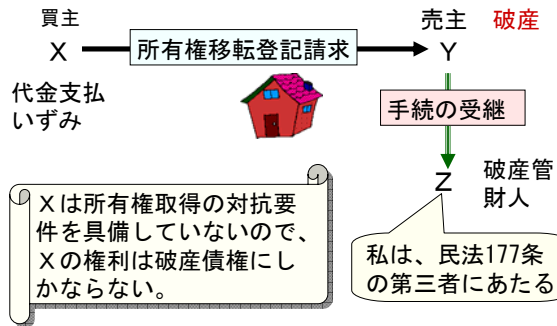 買主
X
所有権移転登記請求
売主
破産
Y
代金支払
いずみ
手続の受継
Z
破産管
財人
Xは所有権取得の対抗要
件を具備していないので、
Xの権利は破産債権にし
かならない。
私は、民法177条
の第三者にあたる